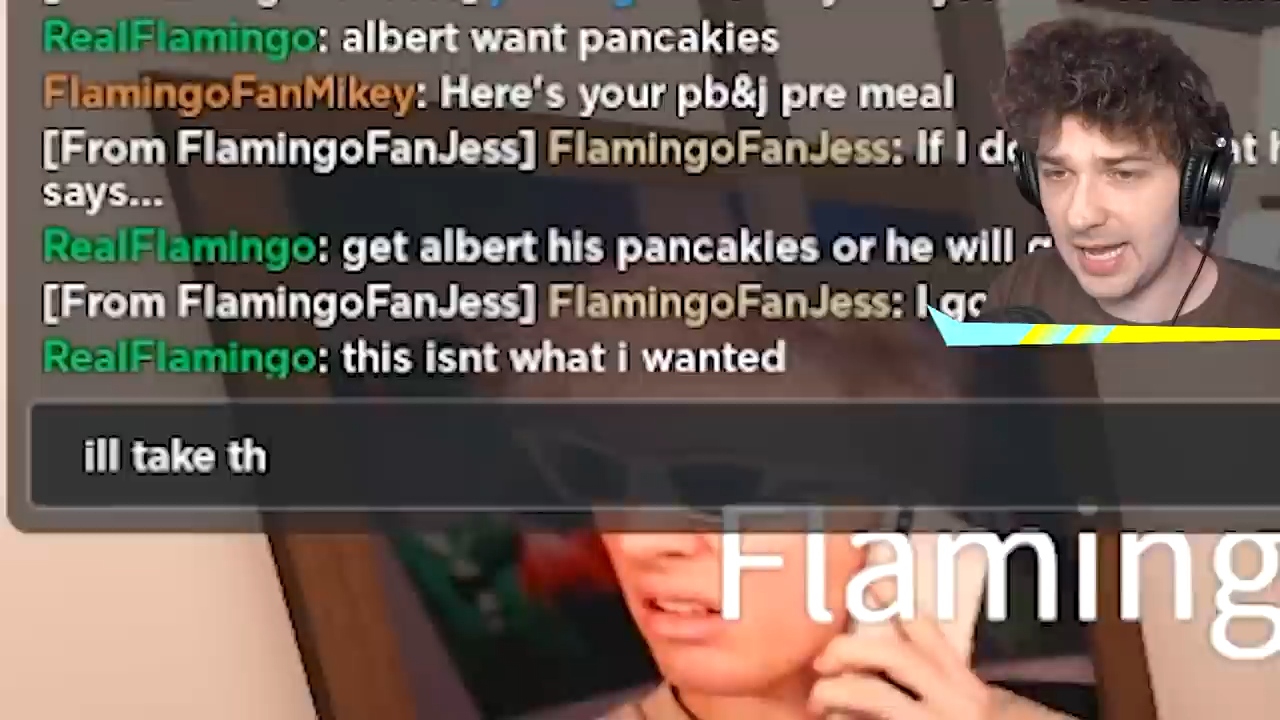 RealFlamingo: albert want pancakies
FlamingoFanMikey: Here's your pb&j pre meal
[From FlamingoFanJess] FlamingoFanJess: If I
says...
RealFlamingo: get albert his pancakies or he will
[From FlamingoFanJess] FlamingoFanJess: I
RealFlamingo: this isnt what i wanted
ill take th
Flaming